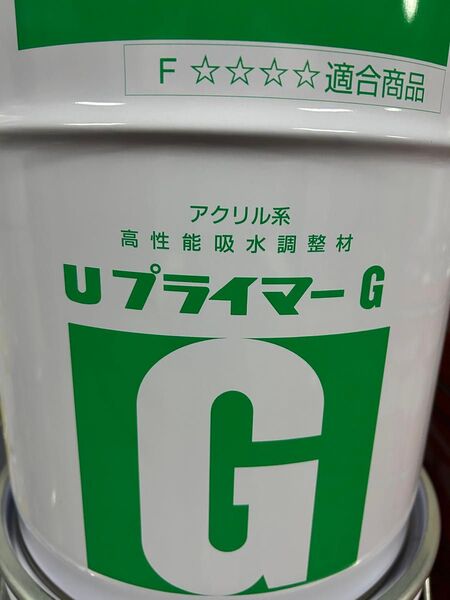 F☆☆☆☆適合商品
アクリル系
高性能吸水調整材
UプライマーG
G